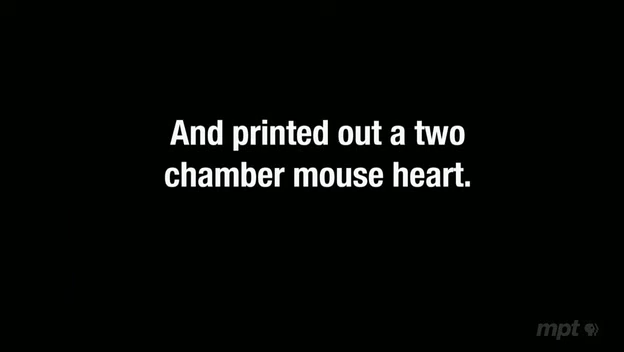 And printed out a two
chamber mouse heart.
mpt